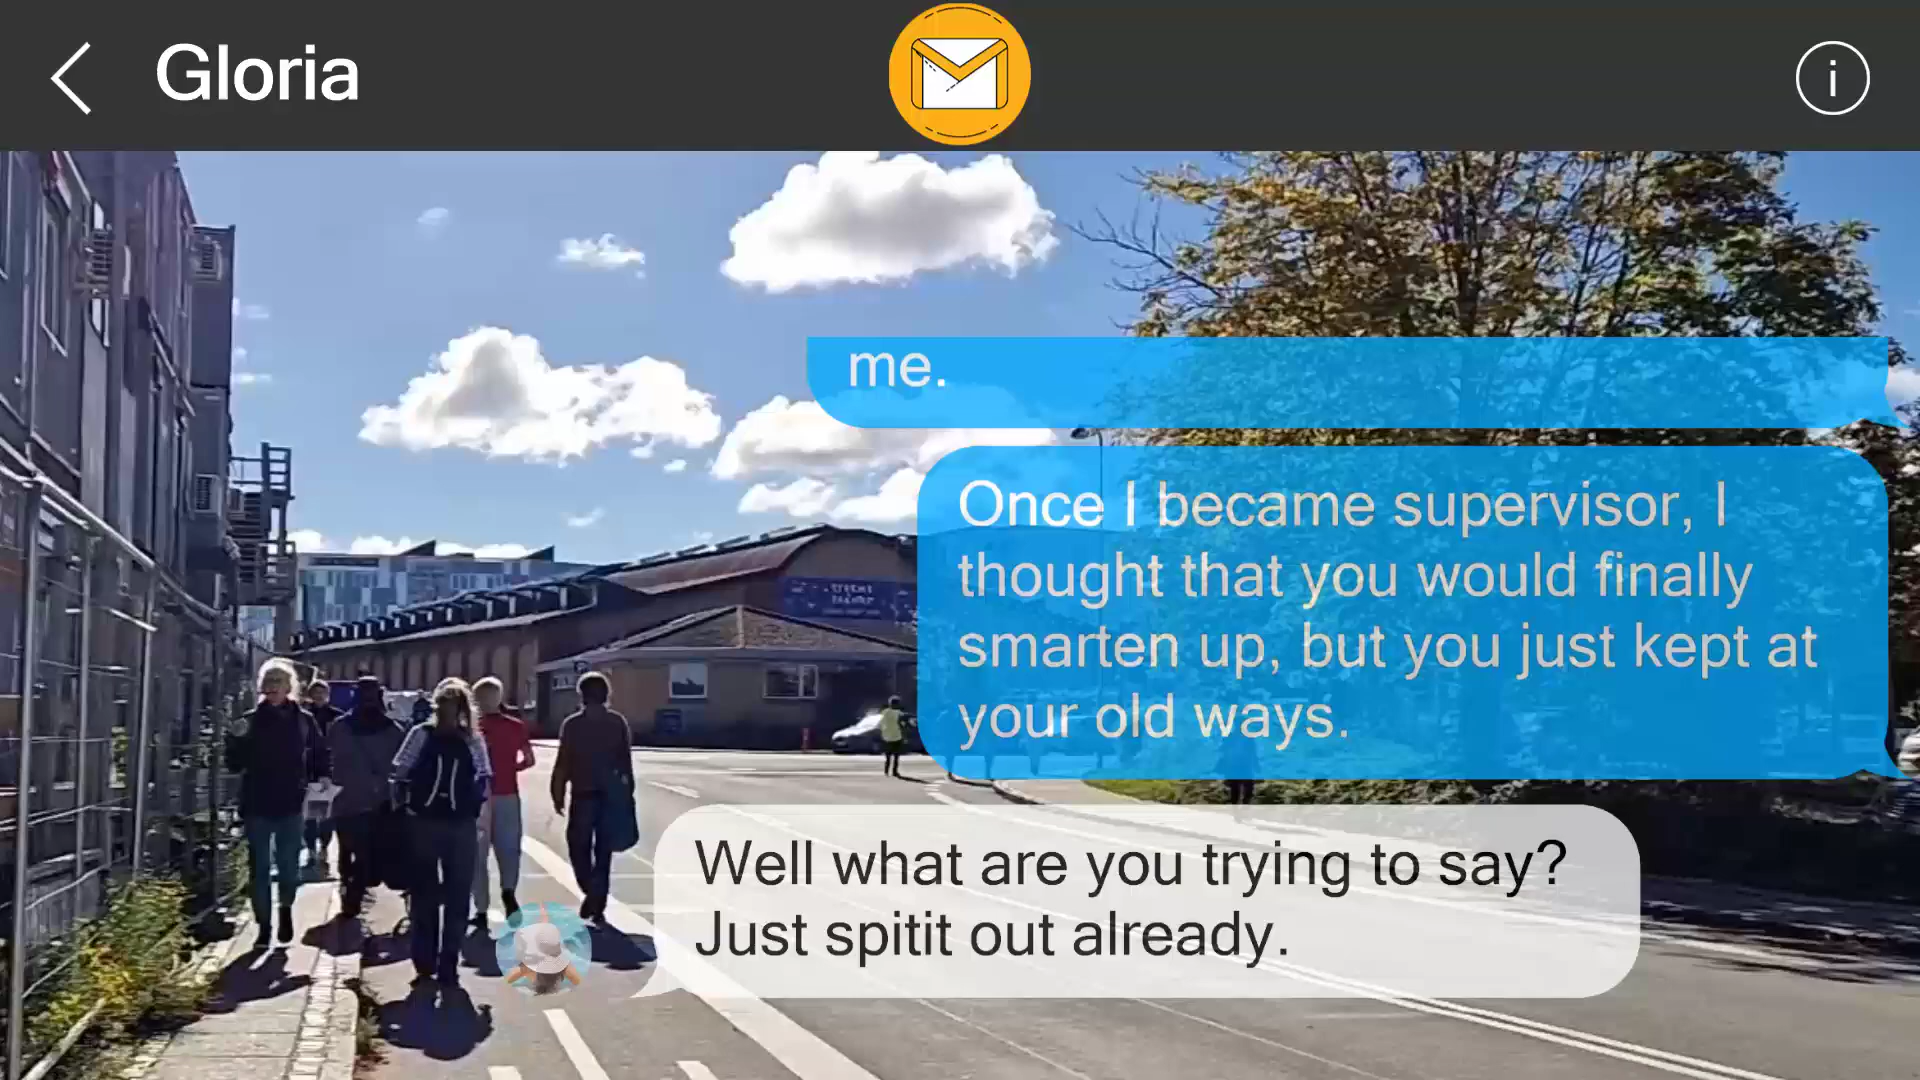 Gloria
me.
Once I became supervisor, I
thought that you would finally
smarten up, but you just kept at
your old ways.
Well what are you trying to say?
Just spitit out already.